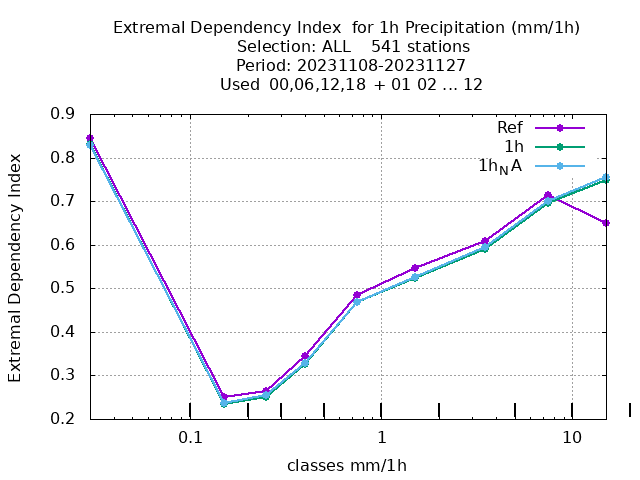 Extremal Dependency Index  for 1h Precipitation (mm/1h)
Selection: ALL    541 stations
Period: 20231108-20231127
Used  00,06,12,18  + 01 02 ... 12
Ref
1h
1h_N A
Extremal Dependency Index
0.9
0.8
0.7
0.6
0.5
0.4
0.3
0.2
0.1
1
10
classes mm/1h